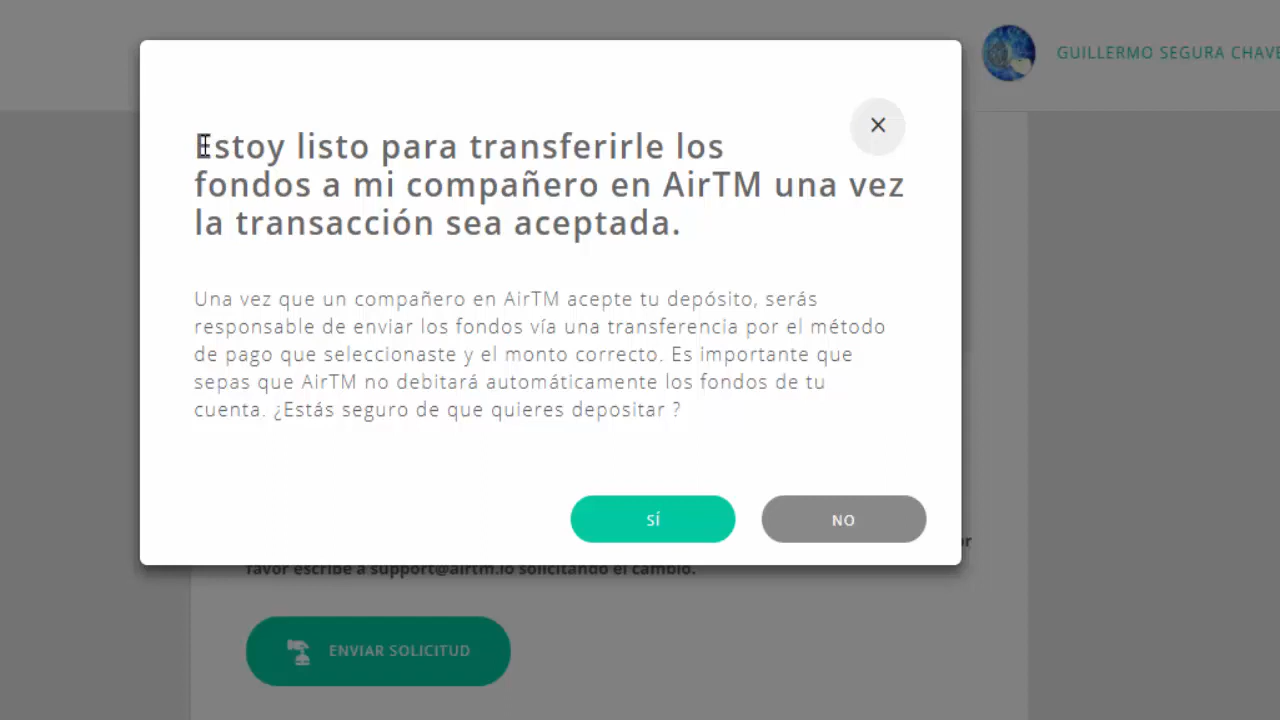 GUILLERMO SEGURA CHAVE
Estoy listo para transferirle los
fondos a mi compañero en AirTM una vez
la transacción sea aceptada.
Una vez que un compañero en AirTM acepte tu depósito, serás
responsable de enviar los fondos vía una transferencia por el método
de pago que seleccionaste y el monto correcto. Es importante que
sepas que AirTM no debitará automáticamente los fondos de tu
cuenta. ¿Estás seguro de que quieres depositar ?
SÍ
NO
favor escribe a support@airtm.io solicitando el cambio.
ENVIAR SOLICITUD